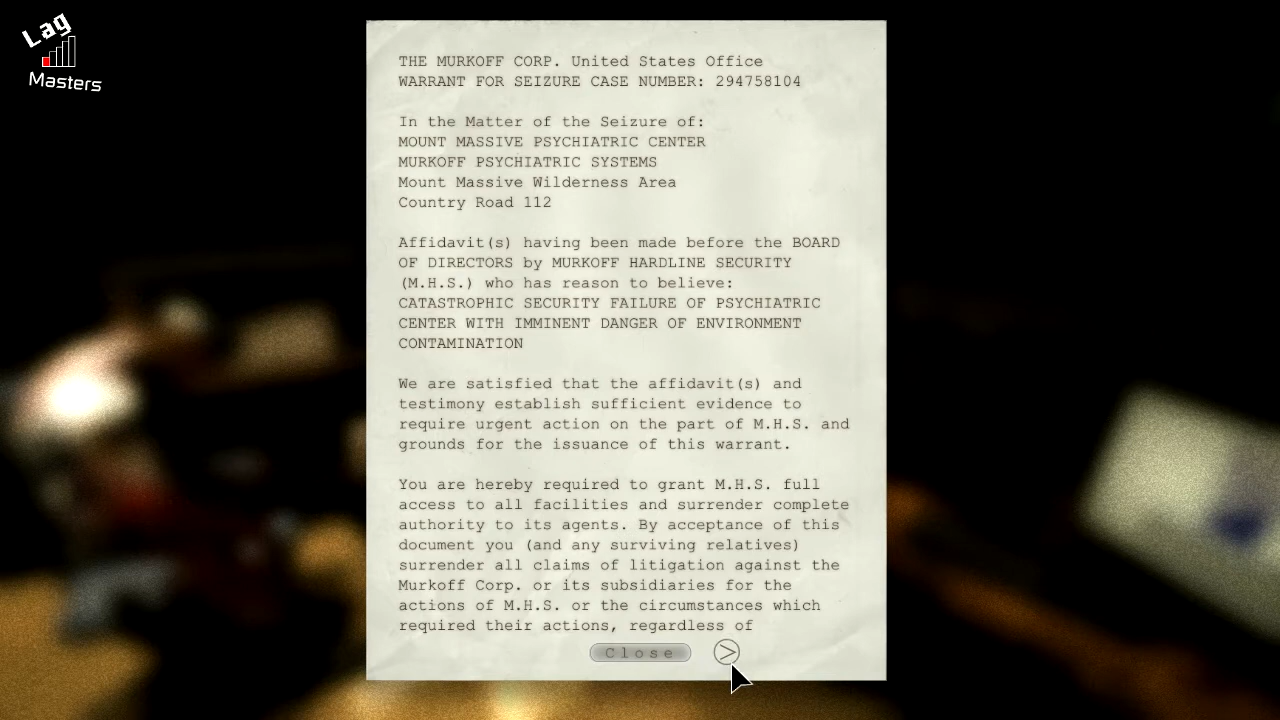 Lag
Masters
THE MURKOFF CORP. United States Office
WARRANT FOR SEIZURE CASE NUMBER: 294758104
In the Matter of the Seizure of:
MOUNT MASSIVE PSYCHIATRIC CENTER
MURKOFF PSYCHIATRIC SYSTEMS
Mount Massive Wilderness Area
Country Road 112
Affidavit(s) having been made before the BOARD
OF DIRECTORS by MURKOFF HARDLINE SECURITY
(M.H.S.) who has reason to believe:
CATASTROPHIC SECURITY FAILURE OF PSYCHIATRIC
CENTER WITH IMMINENT DANGER OF ENVIRONMENT
CONTAMINATION
We are satisfied that the affidavit(s) and
testimony establish sufficient evidence to
require urgent action on the part of M.H.S. and
grounds for the issuance of this warrant.
You are hereby required to grant M.H.S. full
access to all facilities and surrender complete
authority to its agents. By acceptance of this
document you (and any surviving relatives)
surrender all claims of litigation against the
Murkoff Corp. or its subsidiaries for the
actions of M.H.S. or the circumstances which
required their actions, regardless of
Close >